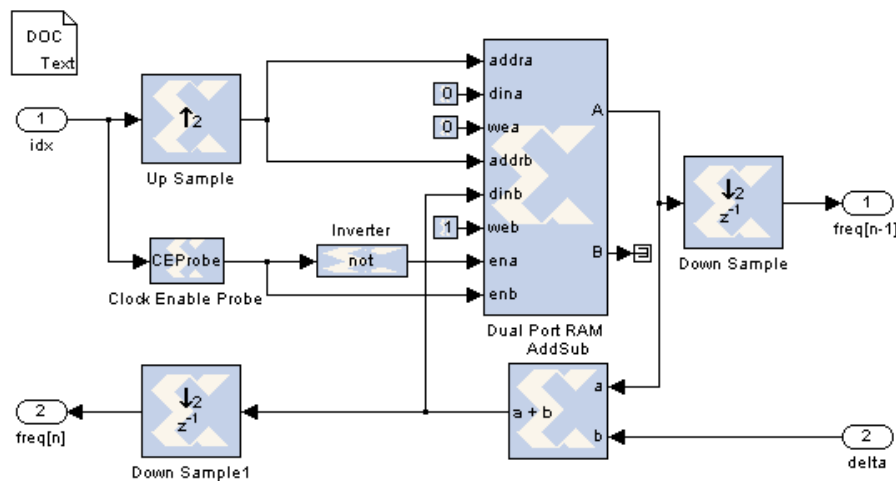 DOC
Text
1
idx
↑2
Up Sample
CEProbe
Clock Enable Probe
Inverter
not
0
0
1
addra
dina
wea
addrb
dinb
web
ena
enb
A
B
Dual Port RAM
↓2
z-1
Down Sample
1
freq[n-1]
2
freq[n]
↓2
z-1
Down Sample1
AddSub
a + b
a
b
2
delta